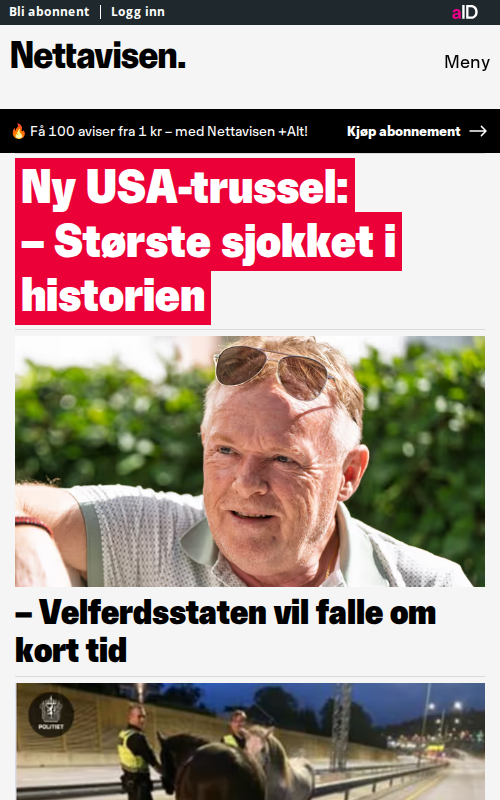 Bli abonnent | Logg inn
aID
Nettavisen.
Meny
🔥 Få 100 aviser fra 1 kr – med Nettavisen +Alt!
Kjøp abonnement →
Ny USA-trussel:
– Største sjokket i
historien
– Velferdsstaten vil falle om
kort tid
POLITIET